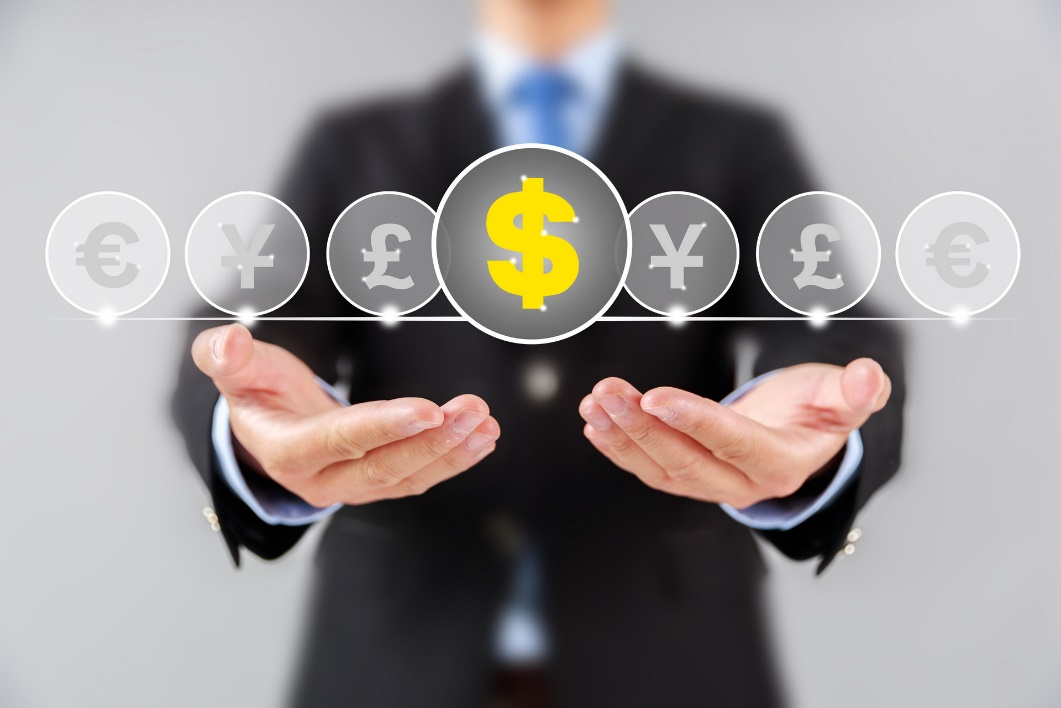 € ¥ £ $ ¥ £ €